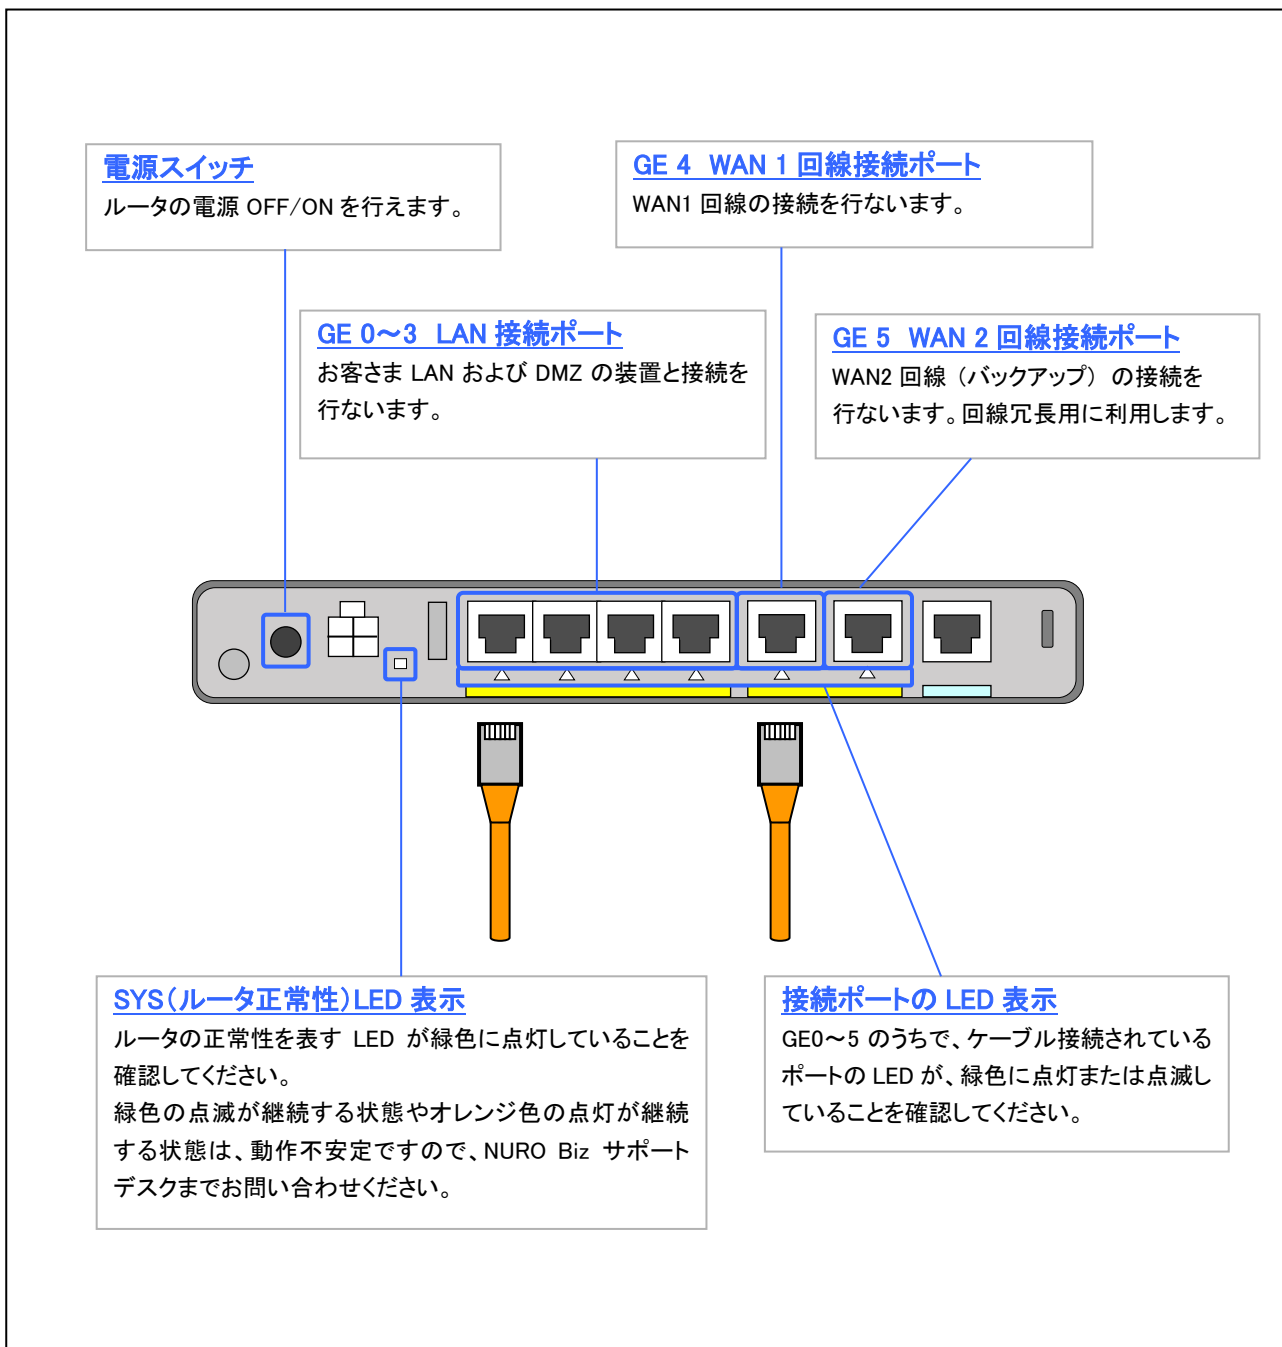 電源スイッチ
ルータの電源 OFF/ON を行えます。
GE 4 WAN 1 回線接続ポート
WAN1 回線の接続を行ないます。
GE 0～3 LAN 接続ポート
お客さま LAN および DMZ の装置と接続を
行ないます。
GE 5 WAN 2 回線接続ポート
WAN2 回線（バックアップ）の接続を
行ないます。回線冗長用に利用します。
SYS（ルータ正常性）LED 表示
ルータの正常性を表す LED が緑色に点灯していることを
確認してください。
緑色の点滅が継続する状態やオレンジ色の点灯が継続
する状態は、動作不安定ですので、NURO Biz サポート
デスクまでお問い合わせください。
接続ポートの LED 表示
GE0～5 のうちで、ケーブル接続されている
ポートの LED が、緑色に点灯または点滅し
ていることを確認してください。